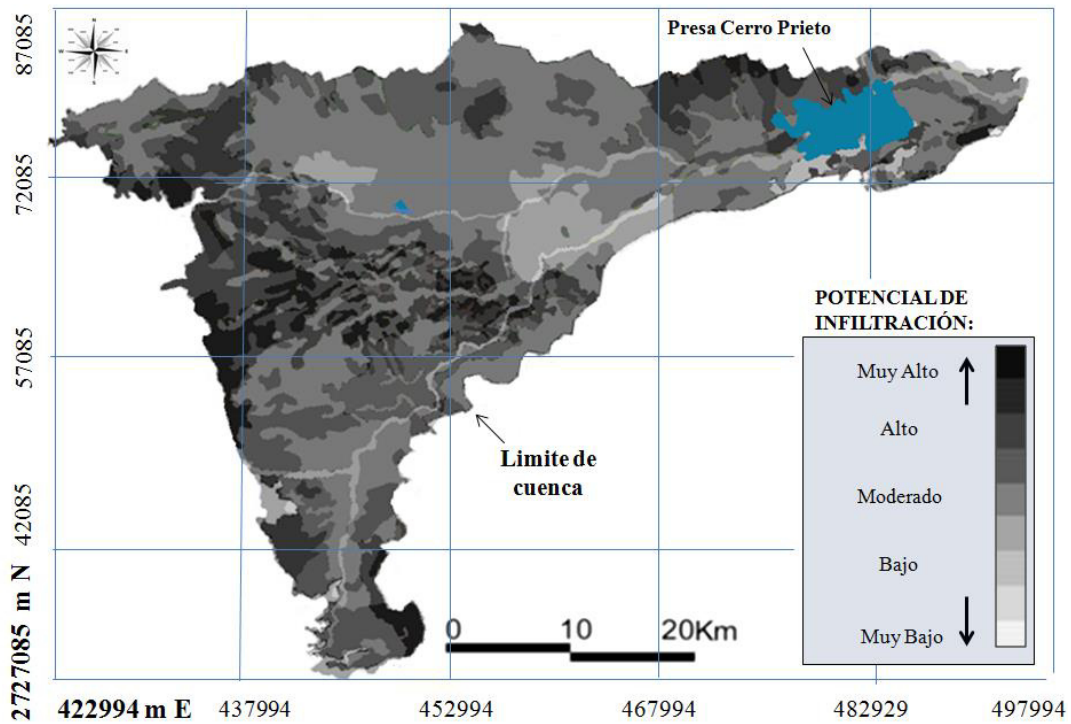 Presa Cerro Prieto
87085
72085
57085
42085
2727085 m N
POTENCIAL DE
INFILTRACIÓN:
Muy Alto
Alto
Moderado
Bajo
Muy Bajo
Limite de
cuenca
0 10 20Km
422994 m E 437994 452994 467994 482929 497994